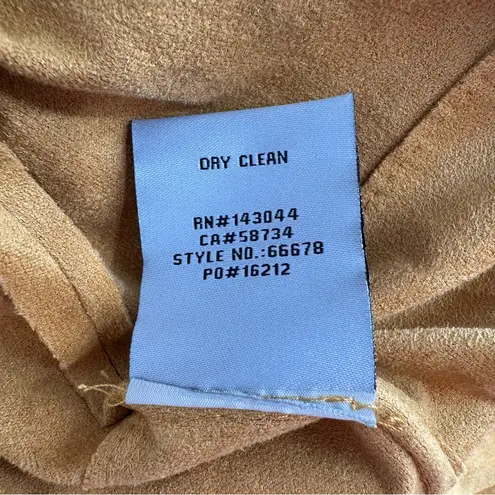 DRY CLEAN
RN#143044
CA#58734
STYLE NO.:66678
PO#16212